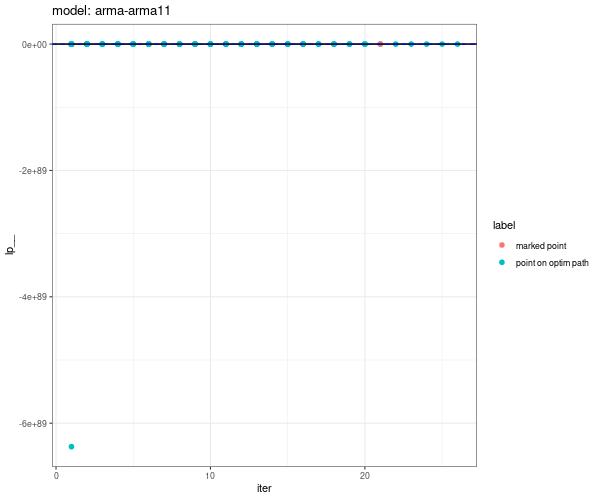 model: arma-arma11
0e+00
-2e+89
-4e+89
-6e+89
lp__
0
10
20
iter
label
marked point
point on optim path